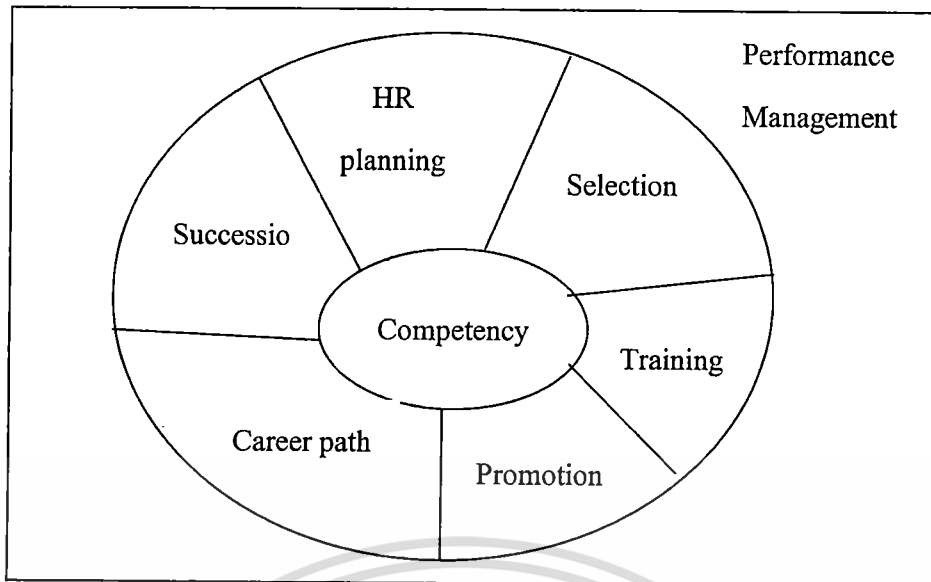 Performance
Management
HR
planning
Selection
Successio
Competency
Training
Career path
Promotion